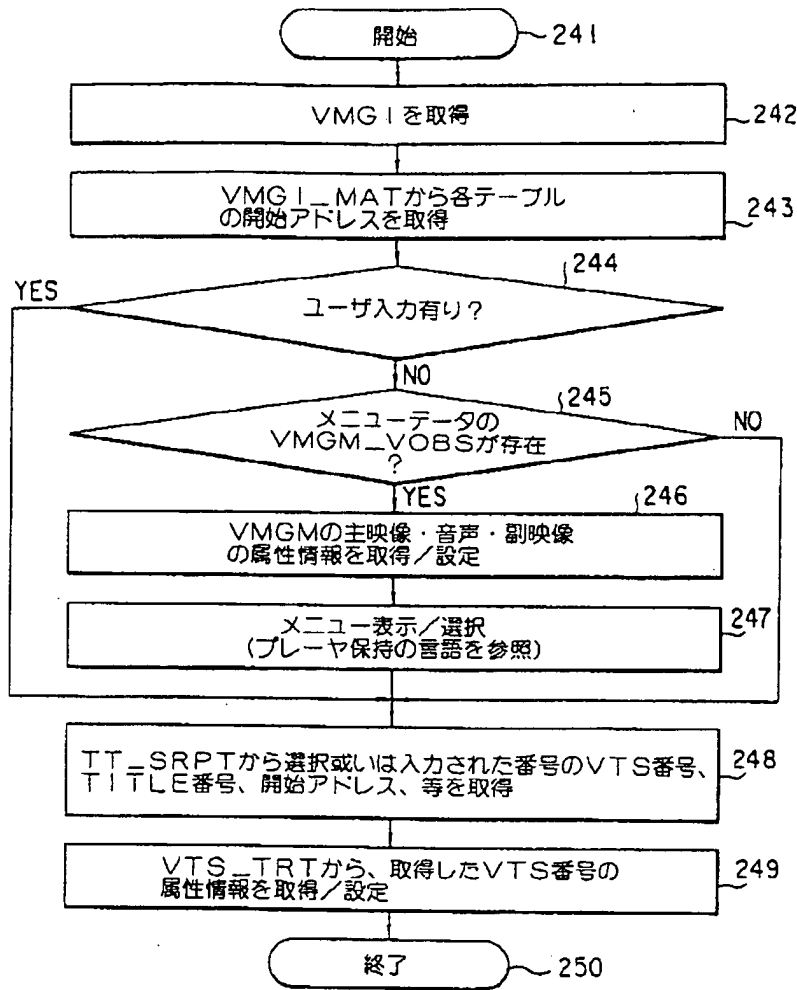 開始
241
VMGIを取得
242
VMGI_MATから各テーブル
の開始アドレスを取得
243
244
YES
ユーザ入力有り？
NO
245
メニューデータの
VMGM_VOBSが存在
？
NO
YES
246
VMGMの主映像・音声・副映像
の属性情報を取得／設定
メニュー表示／選択
(プレーヤ保持の言語を参照)
247
TT_SRPTから選択或いは入力された番号のVTS番号、
TITLE番号、開始アドレス、等を取得
248
VTS_TRTから、取得したVTS番号の
属性情報を取得／設定
249
終了
250